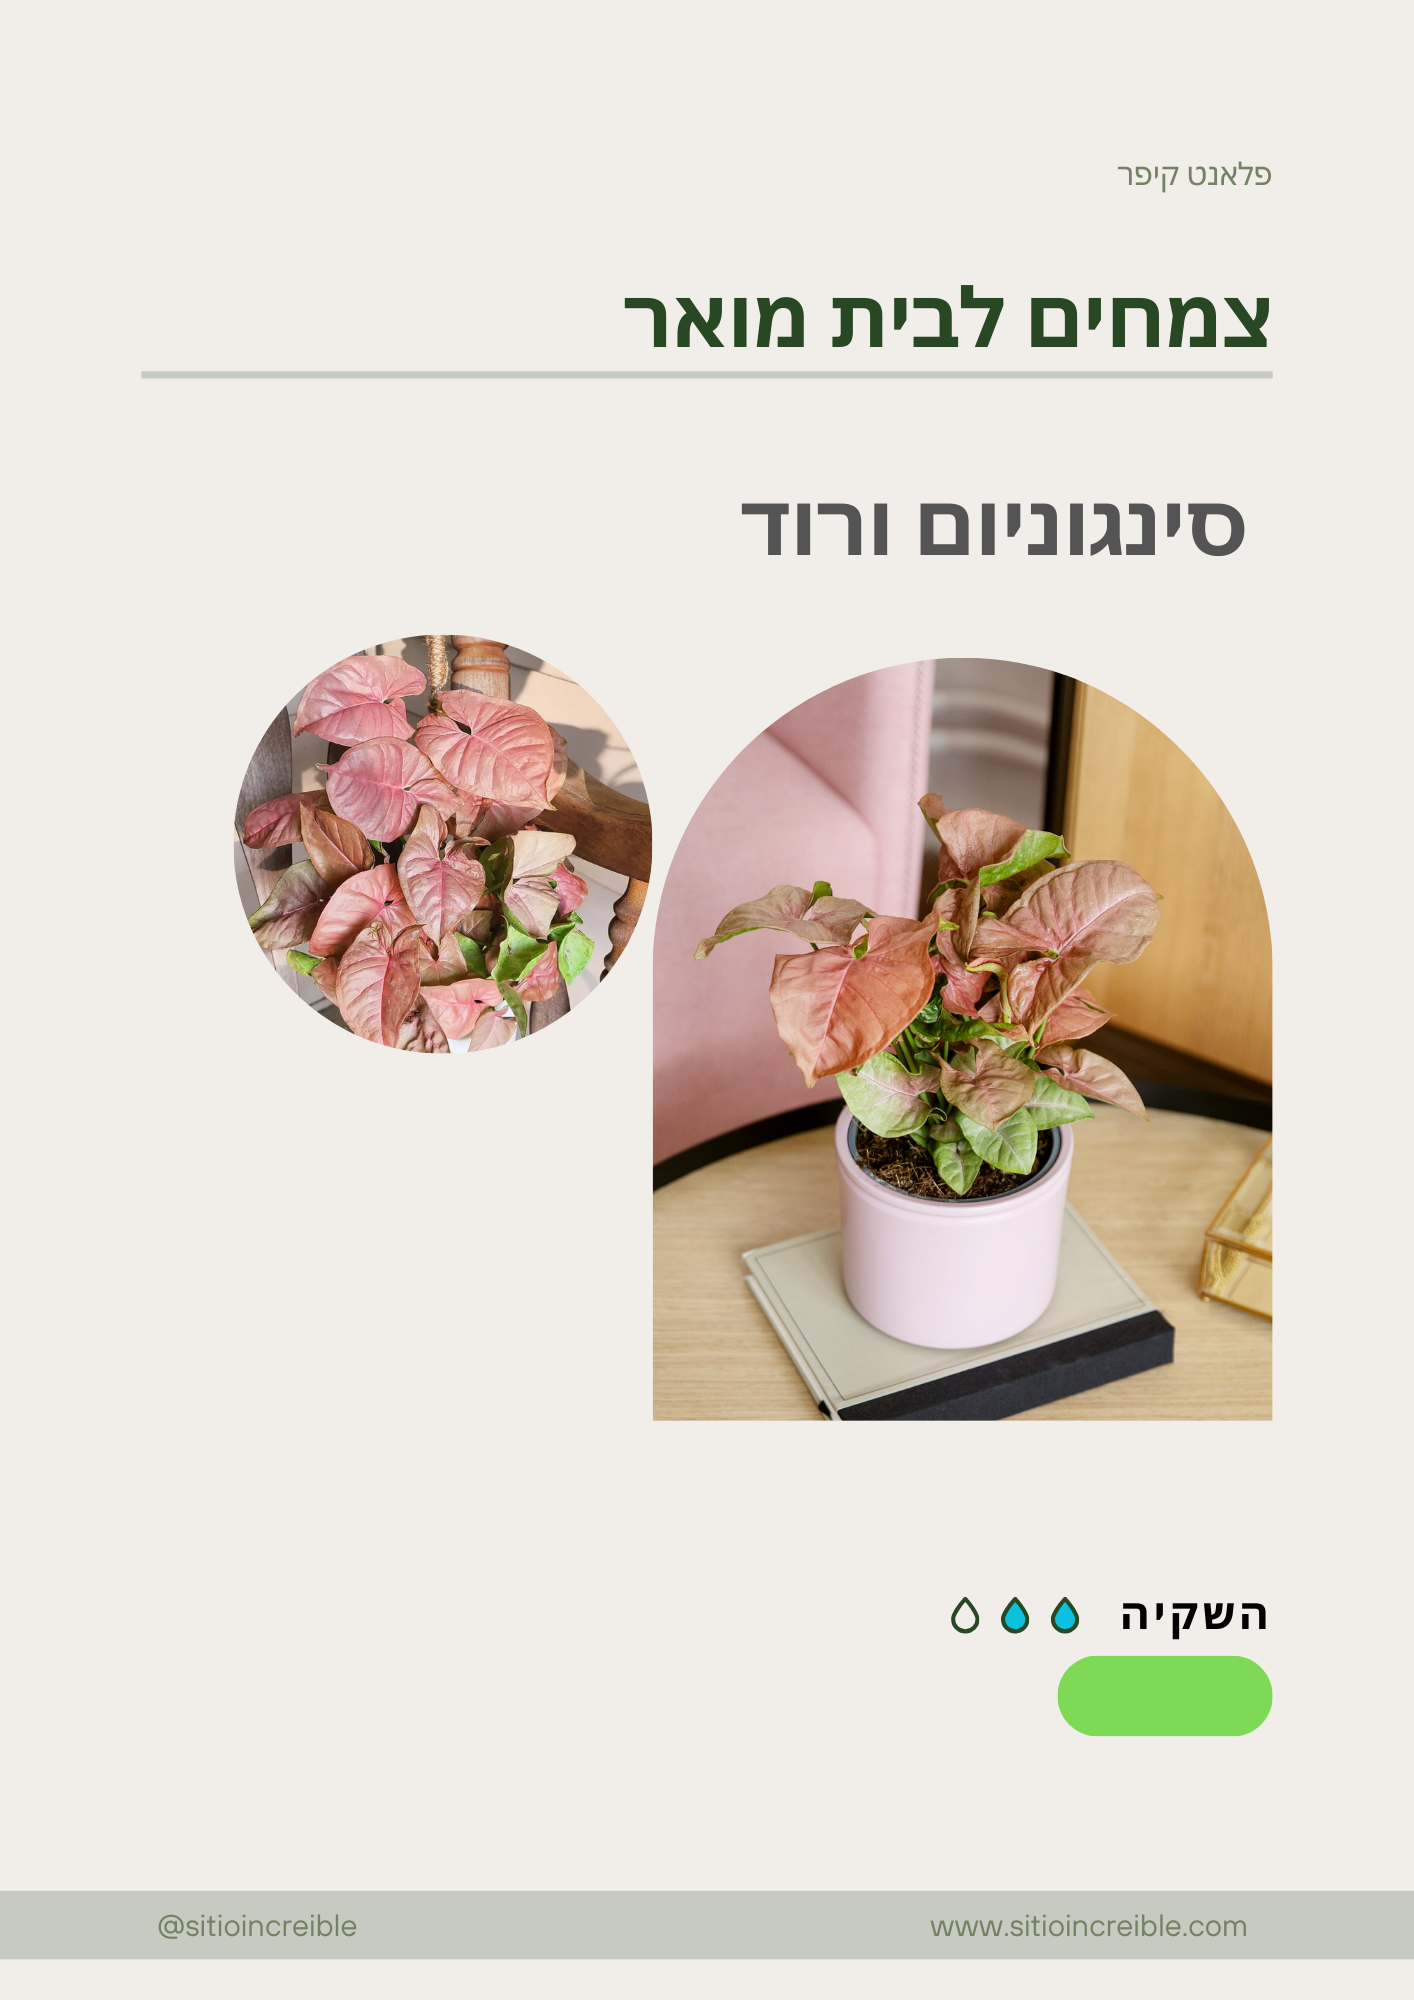 פלאנט קיפר
צמחים לבית מואר
סינגוניום ורוד
השקיה
@sitioincreible
www.sitioincreible.com